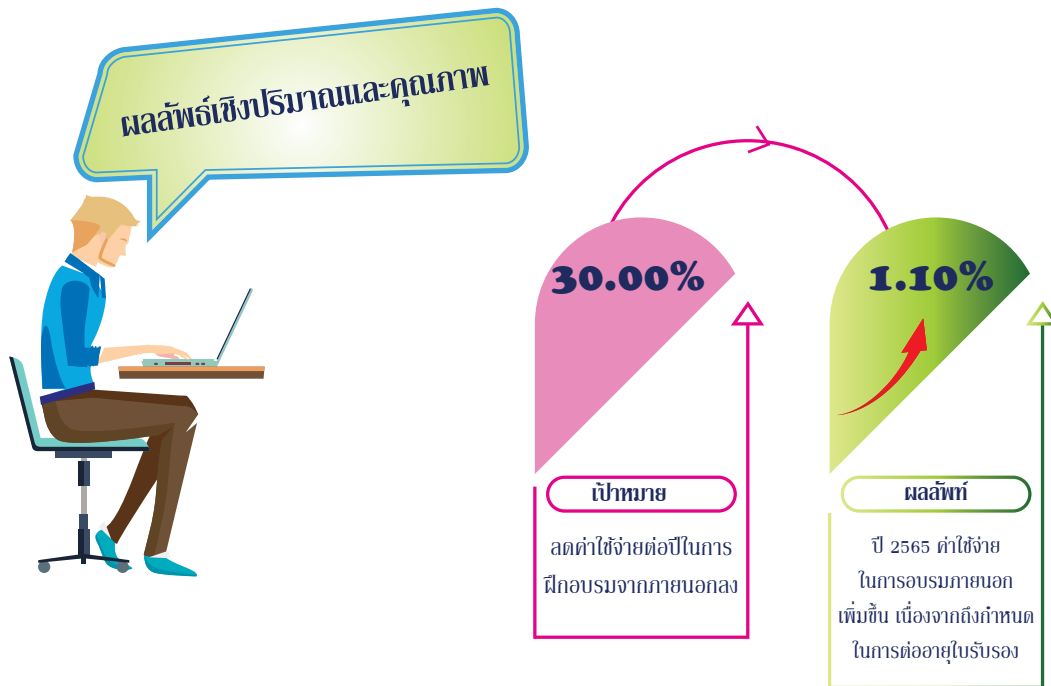 ผลลัพธ์เชิงปริมาณและคุณภาพ
30.00%
เป้าหมาย
ลดค่าใช้จ่ายต่อปีในการ
ฝึกอบรมจากภายนอกลง
1.10%
ผลลัพท์
ปี 2565 ค่าใช้จ่าย
ในการอบรมภายนอก
เพิ่มขึ้น เนื่องจากถึงกำหนด
ในการต่ออายุใบรับรอง